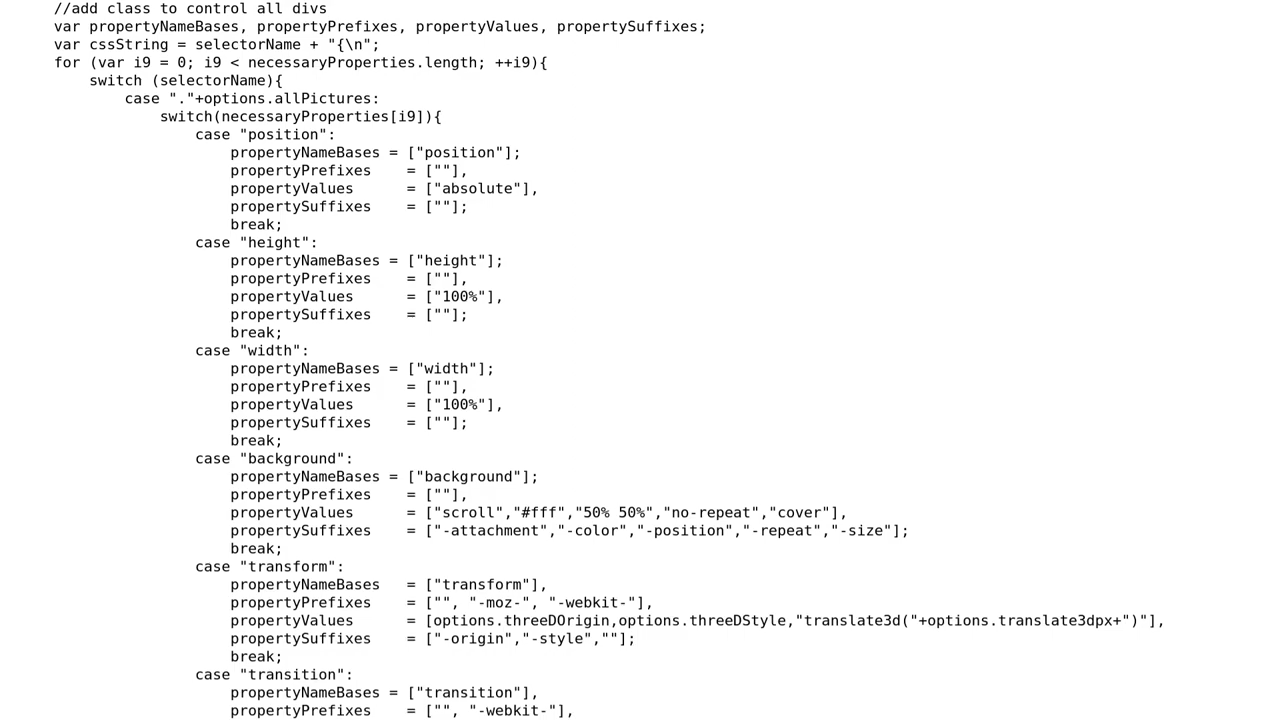 //add class to control all divs
var propertyNameBases, propertyPrefixes, propertyValues, propertySuffixes;
var cssString = selectorName + "{\n";
for (var i9 = 0; i9 < necessaryProperties.length; ++i9){
    switch (selectorName){
        case "."+options.allPictures:
            switch(necessaryProperties[i9]){
                case "position":
                    propertyNameBases = ["position"];
                    propertyPrefixes    = [""],
                    propertyValues      = ["absolute"],
                    propertySuffixes    = [""];
                    break;
                case "height":
                    propertyNameBases = ["height"];
                    propertyPrefixes    = [""],
                    propertyValues      = ["100%"],
                    propertySuffixes    = [""];
                    break;
                case "width":
                    propertyNameBases = ["width"];
                    propertyPrefixes    = [""],
                    propertyValues      = ["100%"],
                    propertySuffixes    = [""];
                    break;
                case "background":
                    propertyNameBases = ["background"];
                    propertyPrefixes    = [""],
                    propertyValues      = ["scroll","#fff","50% 50%","no-repeat","cover"],
                    propertySuffixes    = ["-attachment","-color","-position","-repeat","-size"];
                    break;
                case "transform":
                    propertyNameBases   = ["transform"],
                    propertyPrefixes    = ["", "-moz-", "-webkit-"],
                    propertyValues      = [options.threeDOrigin,options.threeDStyle,"translate3d("+options.translate3dpx+")"],
                    propertySuffixes    = ["-origin","-style",""];
                    break;
                case "transition":
                    propertyNameBases = ["transition"],
                    propertyPrefixes    = ["", "-webkit-"],